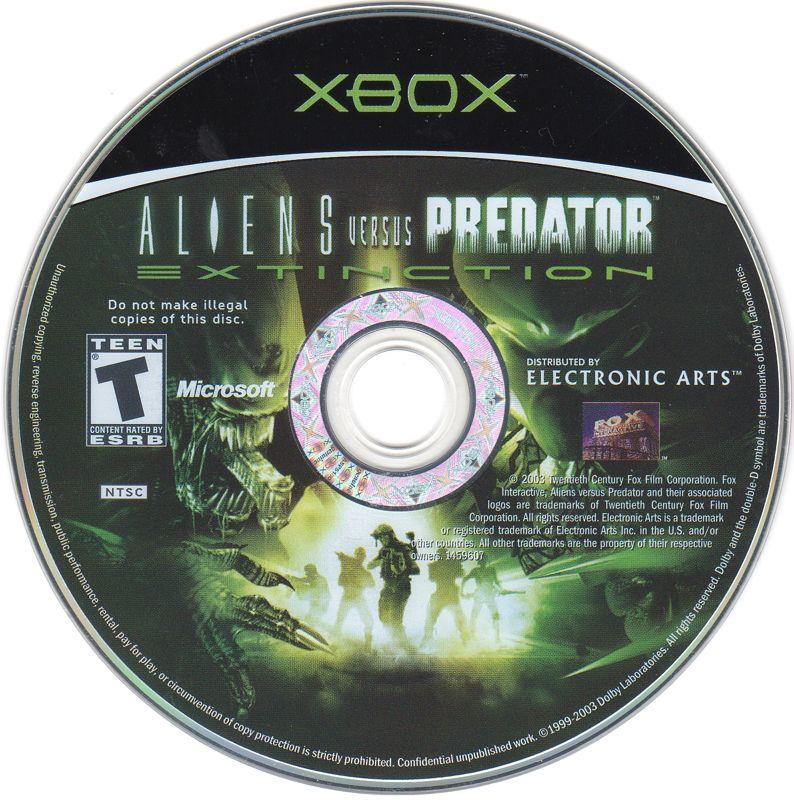 XBOX™
ALIENS VERSUS PREDATOR™
EXTINCTION
Do not make illegal
copies of this disc.
TEEN
T
®
CONTENT RATED BY
ESRB
Microsoft
NTSC
DISTRIBUTED BY
ELECTRONIC ARTS™
FOX
INTERACTIVE
™
© 2003 Twentieth Century Fox Film Corporation. Fox
Interactive, Aliens versus Predator and their associated
logos are trademarks of Twentieth Century Fox Film
Corporation. All rights reserved. Electronic Arts is a trademark
or registered trademark of Electronic Arts Inc. in the U.S. and/or
other countries. All other trademarks are the property of their respective
owners. 1459607
Unauthorized copying, reverse engineering, transmission, public performance, rental, pay for play, or circumvention of copy protection is strictly prohibited. Confidential unpublished work. ©1999-2003 Dolby Laboratories. All rights reserved. Dolby and the double-D symbol are trademarks of Dolby Laboratories.